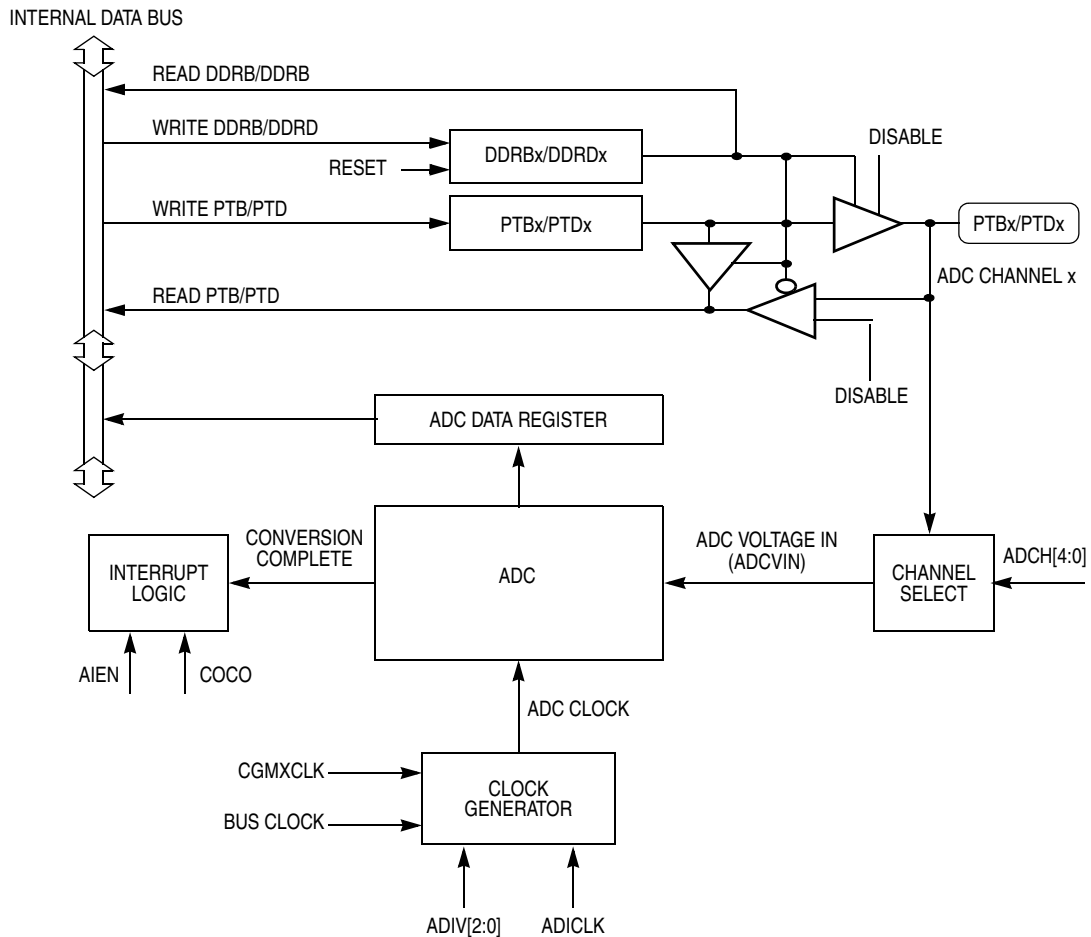 INTERNAL DATA BUS
READ DDRB/DDRB
WRITE DDRB/DDRD
RESET
DDRBx/DDRDx
DISABLE
WRITE PTB/PTD
PTBx/PTDx
PTBx/PTDx
READ PTB/PTD
ADC CHANNEL x
DISABLE
ADC DATA REGISTER
INTERRUPT
LOGIC
CONVERSION
COMPLETE
ADC
ADC VOLTAGE IN
(ADCVIN)
CHANNEL
SELECT
ADCH[4:0]
AIEN
COCO
ADC CLOCK
CGMXCLK
BUS CLOCK
CLOCK
GENERATOR
ADIV[2:0]
ADICLK